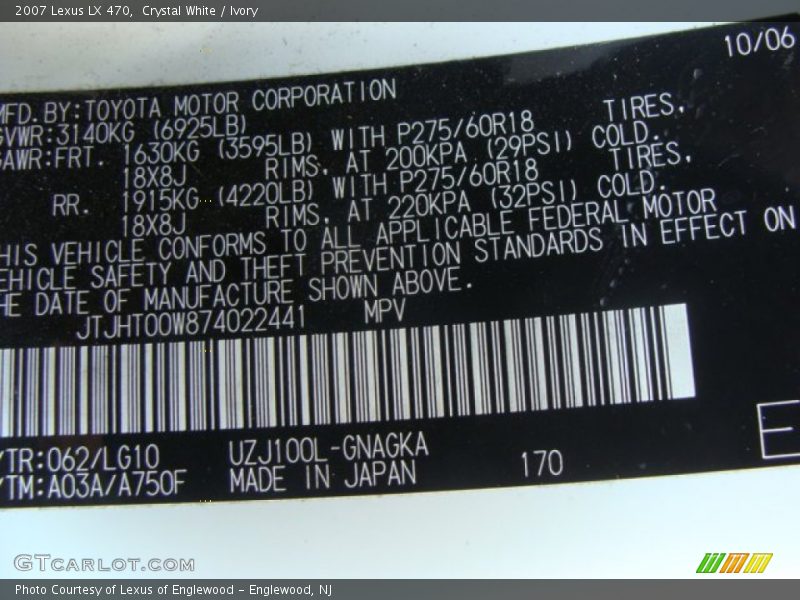 2007 Lexus LX 470, Crystal White / Ivory
10/06
MFD. BY: TOYOTA MOTOR CORPORATION
GVWR: 3140KG (6925LB)
GAWR: FRT. 1630KG (3595LB) WITH P275/60R18 TIRES,
18X8J RIMS, AT 200KPA (29PSI) COLD.
RR. 1915KG (4220LB) WITH P275/60R18 TIRES,
18X8J RIMS, AT 220KPA (32PSI) COLD.
HIS VEHICLE CONFORMS TO ALL APPLICABLE FEDERAL MOTOR
EHICLE SAFETY AND THEFT PREVENTION STANDARDS IN EFFECT ON
HE DATE OF MANUFACTURE SHOWN ABOVE.
JTJHT00W874022441 MPV
/TR: 062/LG10 UZJ100L-GNAGKA
/TM: A03A/A750F MADE IN JAPAN 170
E
GTCARLOT.COM
Photo Courtesy of Lexus of Englewood - Englewood, NJ